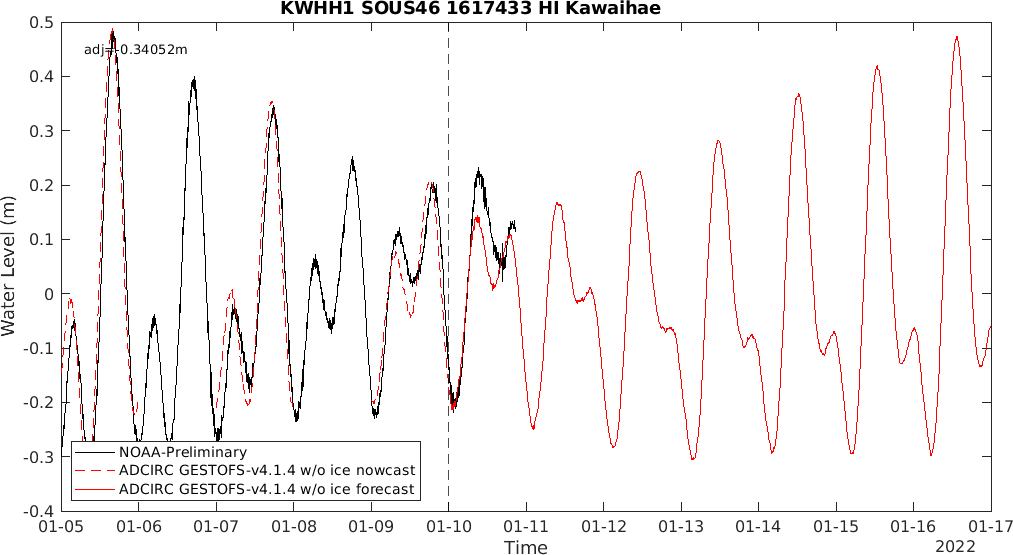 KWHH1 SOUS46 1617433 HI Kawaihae
adj=-0.34052m
Water Level (m)
0.5
0.4
0.3
0.2
0.1
0
-0.1
-0.2
-0.3
-0.4
NOAA-Preliminary
ADCIRC GESTOFS-v4.1.4 w/o ice nowcast
ADCIRC GESTOFS-v4.1.4 w/o ice forecast
01-05 01-06 01-07 01-08 01-09 01-10 01-11 01-12 01-13 01-14 01-15 01-16 01-17
Time
2022